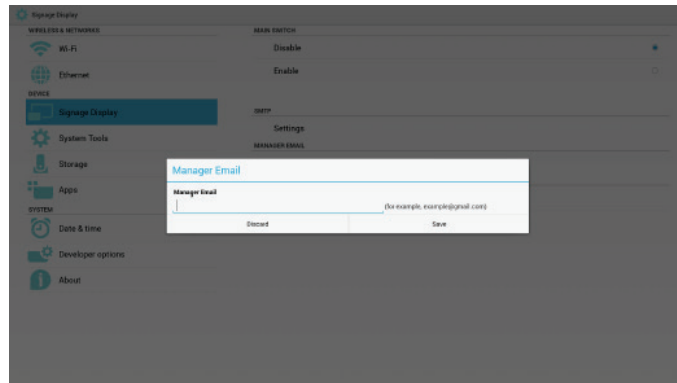 Signage Display
WIRELESS & NETWORKS
Wi-Fi
Ethernet
DEVICE
Signage Display
System Tools
Storage
Apps
SYSTEM
Date & time
Developer options
About
MAIN SWITCH
Disable
Enable
SMTP
Settings
MANAGER EMAIL
Manager Email
Manager Email
(for example, example@gmail.com)
Discard Save